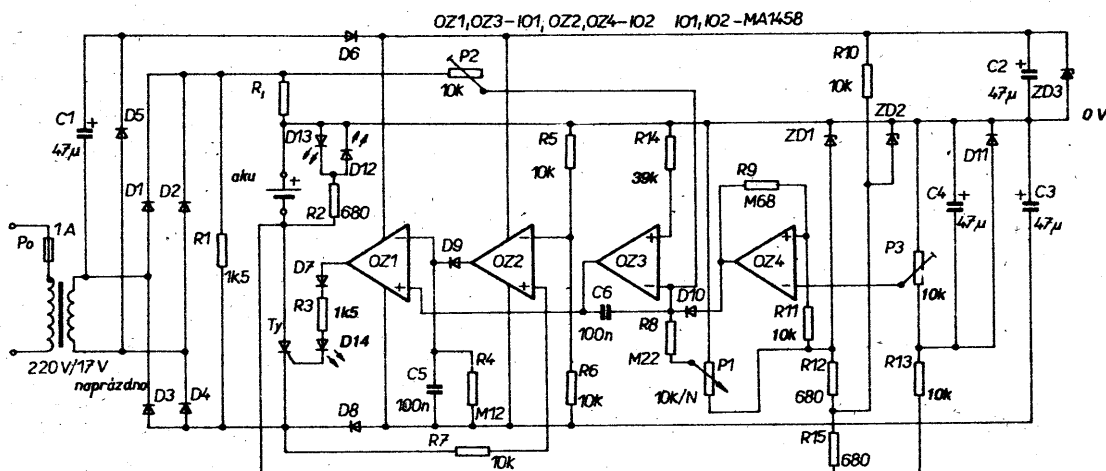 OZ1, OZ3-IO1, OZ2, OZ4-IO2 IO1, IO2-MA1458
D6
P2
10k
R10
10k
C2
47µ
ZD3
0V
C1
47µ
D5
R1
D13
D12
R5
10k
R14
39k
ZD1
ZD2
D11
D1
D2
aku
R2
680
R9
M68
C4
47µ
C3
47µ
Po
1A
R1
1k5
OZ1
D9
OZ2
OZ3
OZ4
P3
10k
D7
R3
1k5
D14
Ty
C6
100n
D10
R8
M22
R11
10k
220V/17V
naprázdno
D3
D4
D8
C5
100n
R4
M12
R6
10k
P1
10k/N
R12
680
R13
10k
R7
10k
R15
680